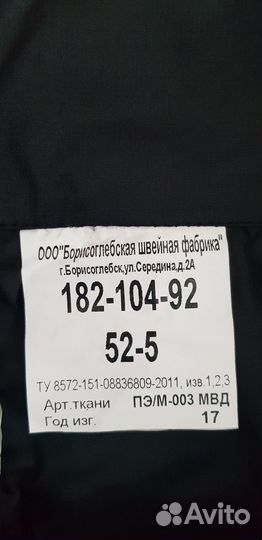 ООО"Борисоглебская швейная фабрика"
г.Борисоглебск,ул.Середина,д.2А
182-104-92
52-5
ТУ 8572-151-08836809-2011, изв.1,2,3
Арт.ткани ПЭ/М-003 МВД
Год изг. 17
Avito